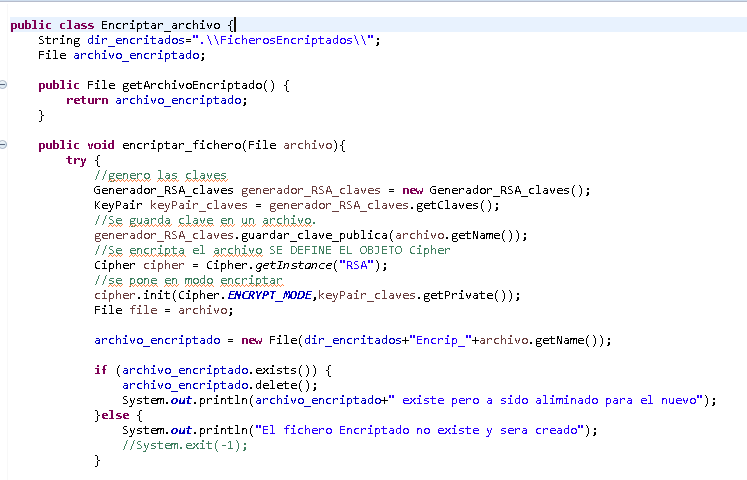 public class Encriptar_archivo {
String dir_encritados=".\\FicherosEncriptados\\";
File archivo_encriptado;
public File getArchivoEncriptado() {
return archivo_encriptado;
}
public void encriptar_fichero(File archivo){
try {
//genero las claves
Generador_RSA_claves generador_RSA_claves = new Generador_RSA_claves();
KeyPair keyPair_claves = generador_RSA_claves.getClaves();
//Se guarda clave en un archivo.
generador_RSA_claves.guardar_clave_publica(archivo.getName());
//Se encripta el archivo SE DEFINE EL OBJETO Cipher
Cipher cipher = Cipher.getInstance("RSA");
//se pone en modo encriptar
cipher.init(Cipher.ENCRYPT_MODE,keyPair_claves.getPrivate());
File file = archivo;
archivo_encriptado = new File(dir_encritados+"Encrip_"+archivo.getName());
if (archivo_encriptado.exists()) {
archivo_encriptado.delete();
System.out.println(archivo_encriptado+" existe pero a sido aliminado para el nuevo");
}else {
System.out.println("El fichero Encriptado no existe y sera creado");
//System.exit(-1);
}